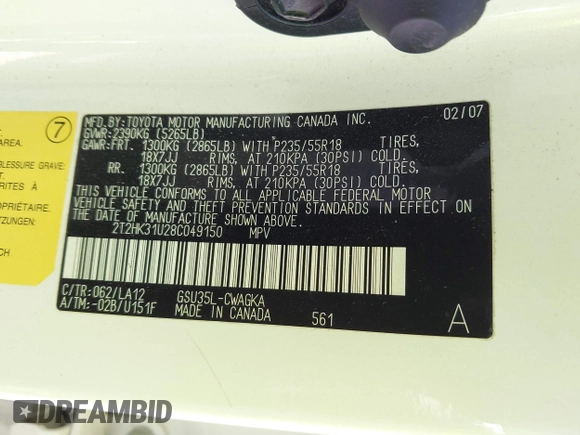 7
AREA.
BLESSURE GRAVE.
RITES À
PROPRIÉTAIRE.
TZUNGEN.
CH
MFD.BY:TOYOTA MOTOR MANUFACTURING CANADA INC. 02/07
GVWR:2390KG (5265LB)
GAWR:FRT. 1300KG (2865LB) WITH P235/55R18 TIRES,
18X7JJ RIMS, AT 210KPA (30PSI) COLD.
RR. 1300KG (2865LB) WITH P235/55R18 TIRES,
18X7JJ RIMS, AT 210KPA (30PSI) COLD.
THIS VEHICLE CONFORMS TO ALL APPLICABLE FEDERAL MOTOR
VEHICLE SAFETY AND THEFT PREVENTION STANDARDS IN EFFECT ON
THE DATE OF MANUFACTURE SHOWN ABOVE.
2T2HK31U28C049150 MPV
C/TR:062/LA12 GSU35L-CWAGKA
A/TM:-02B/U151F MADE IN CANADA 561 A
DREAMBID